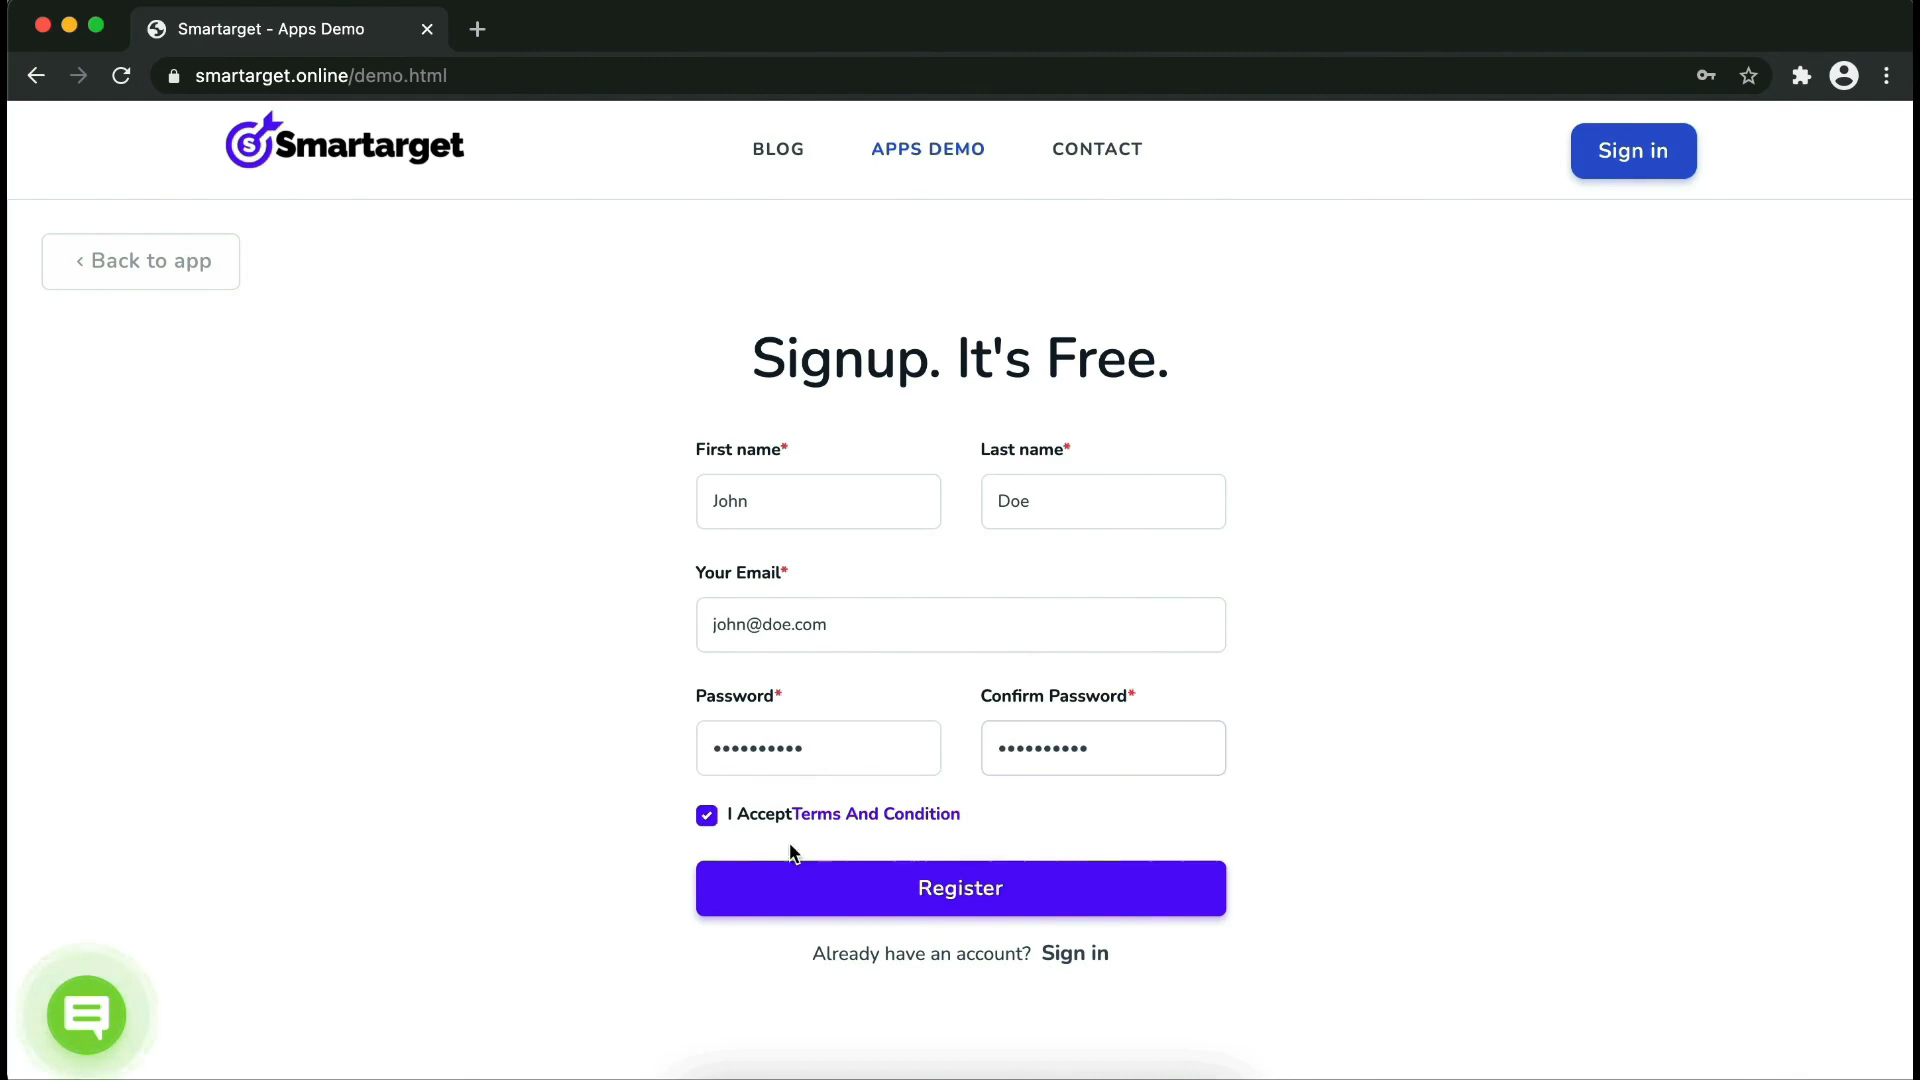 Smartarget - Apps Demo
smartarget.online/demo.html
Smartarget
BLOG
APPS DEMO
CONTACT
Sign in
‹ Back to app
Signup. It's Free.
First name*
Last name*
John
Doe
Your Email*
john@doe.com
Password*
Confirm Password*
••••••••••
••••••••••
I AcceptTerms And Condition
Register
Already have an account? Sign in